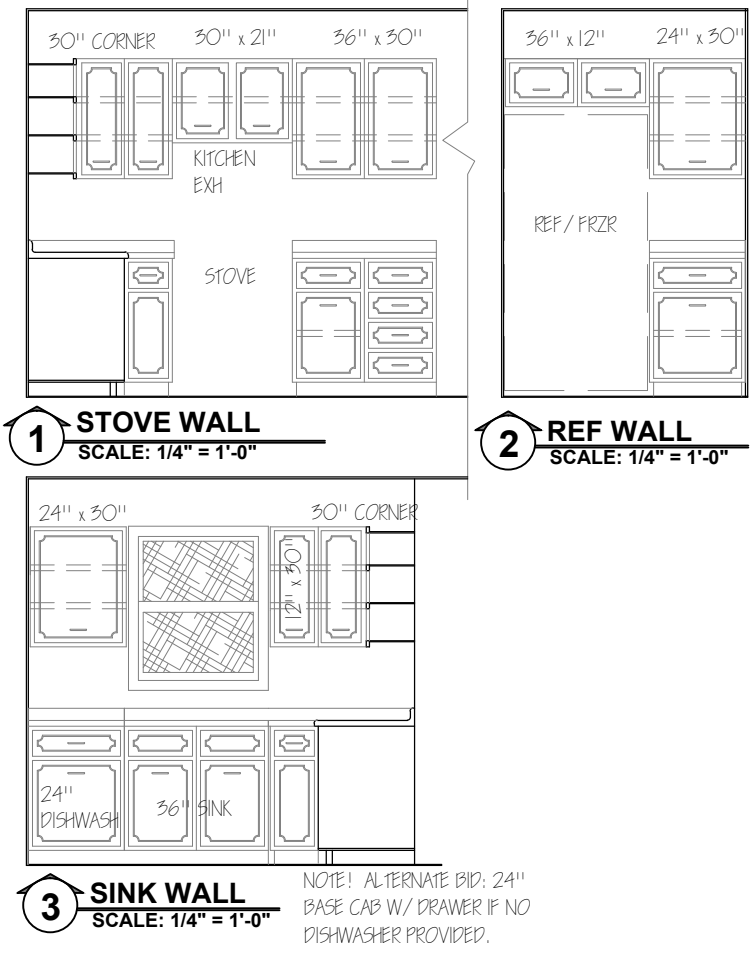 30" CORNER 30" x 21" 36" x 30"
KITCHEN
EXH
STOVE
1 STOVE WALL
SCALE: 1/4" = 1'-0"
36" x 12" 24" x 30"
REF / FRZR
2 REF WALL
SCALE: 1/4" = 1'-0"
24" x 30" 30" CORNER
12" x 30"
24"
DISHWASH
36" SINK
3 SINK WALL
SCALE: 1/4" = 1'-0"
NOTE! ALTERNATE BID: 24"
BASE CAB W/ DRAWER IF NO
DISHWASHER PROVIDED.